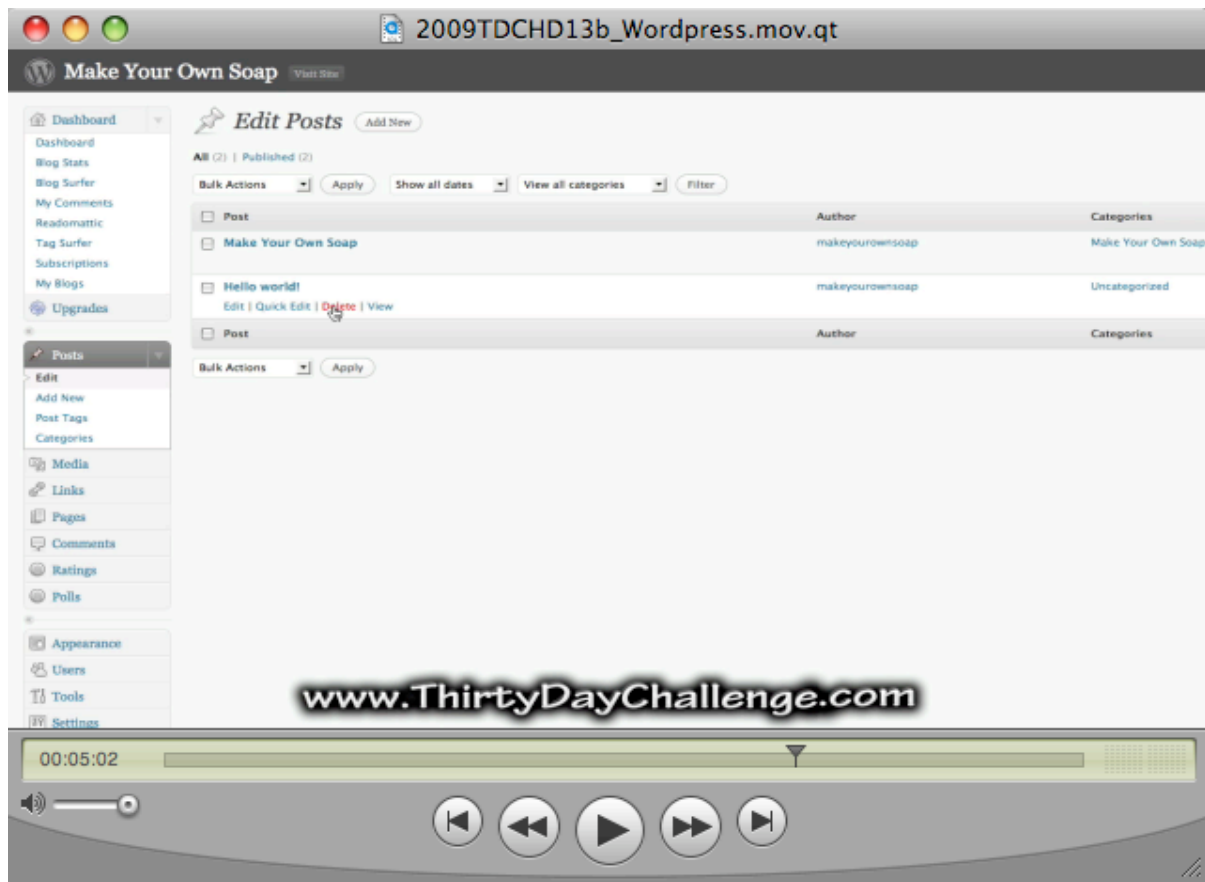 2009TDCHD13b_Wordpress.mov.qt
Make Your Own Soap Visit Site
Dashboard
Dashboard
Blog Stats
Blog Surfer
My Comments
Readomattic
Tag Surfer
Subscriptions
My Blogs
Upgrades
Posts
Edit
Add New
Post Tags
Categories
Media
Links
Pages
Comments
Ratings
Polls
Appearance
Users
Tools
Settings
Edit Posts Add New
All (2) | Published (2)
Bulk Actions Apply Show all dates View all categories Filter
Post Author Categories
Make Your Own Soap makeyourownsoap Make Your Own Soap
Hello world! makeyourownsoap Uncategorized
Edit | Quick Edit | Delete | View
Post Author Categories
Bulk Actions Apply
www.ThirtyDayChallenge.com
00:05:02